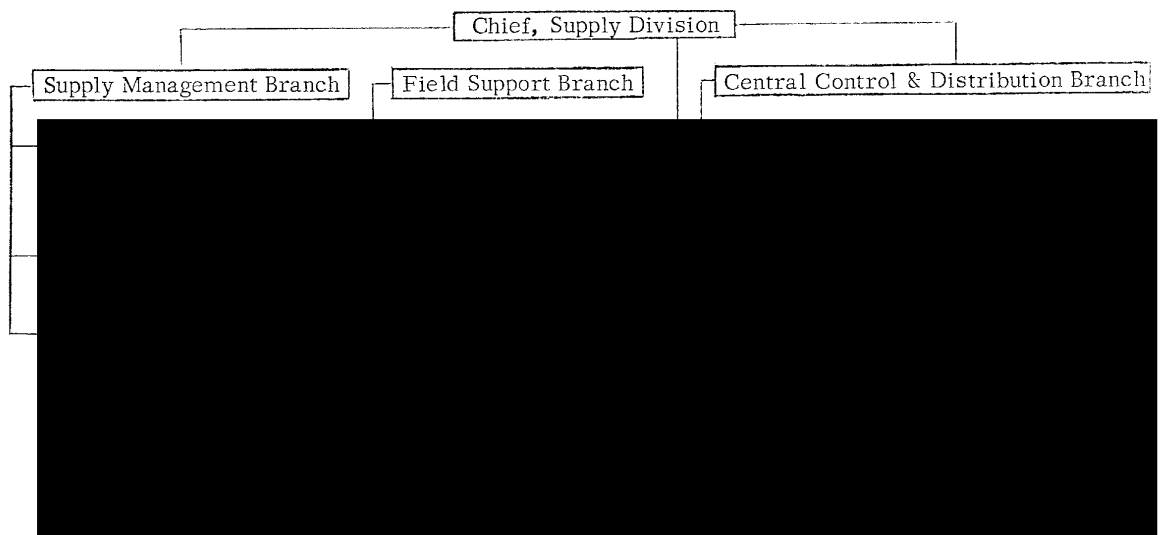 Chief, Supply Division
Supply Management Branch
Field Support Branch
Central Control & Distribution Branch